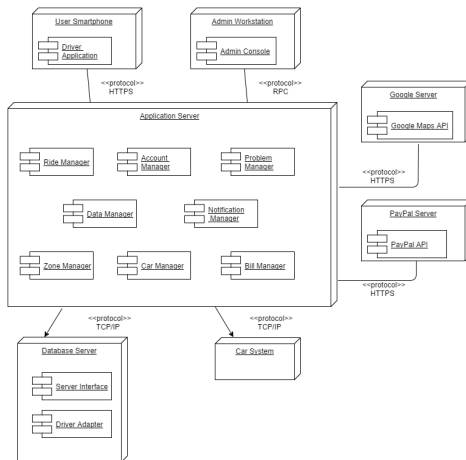 User Smartphone
Driver
Application
Admin Workstation
Admin Console
<<protocol>>
HTTPS
<<protocol>>
RPC
Google Server
Google Maps API
Application Server
Ride Manager
Account
Manager
Problem
Manager
<<protocol>>
HTTPS
Data Manager
Notification
Manager
PayPal Server
PayPal API
Zone Manager
Car Manager
Bill Manager
<<protocol>>
HTTPS
<<protocol>>
TCP/IP
<<protocol>>
TCP/IP
Database Server
Server Interface
Driver Adapter
Car System